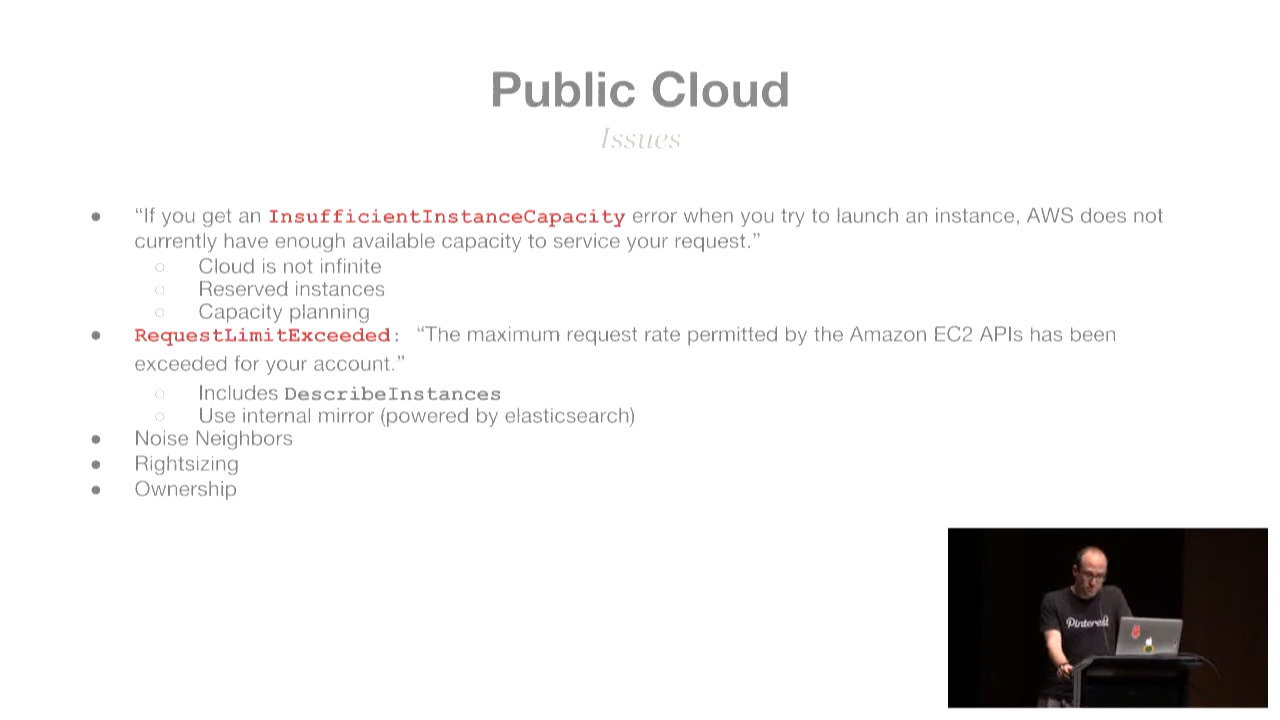 Public Cloud
Issues
● “If you get an InsufficientInstanceCapacity error when you try to launch an instance, AWS does not
currently have enough available capacity to service your request.”
○ Cloud is not infinite
○ Reserved instances
○ Capacity planning
● RequestLimitExceeded: “The maximum request rate permitted by the Amazon EC2 APIs has been
exceeded for your account.”
○ Includes DescribeInstances
○ Use internal mirror (powered by elasticsearch)
● Noise Neighbors
● Rightsizing
● Ownership
Pinterest